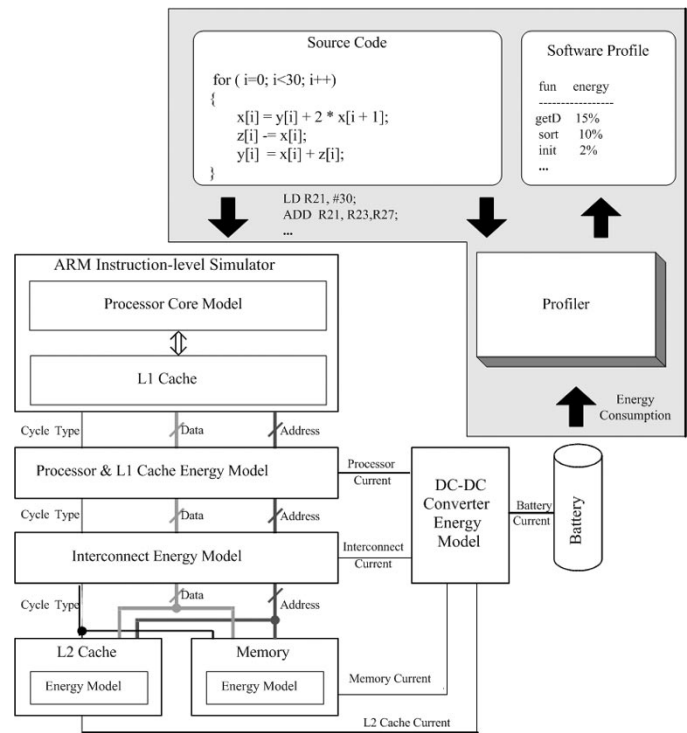 Source Code
for ( i=0; i<30; i++)
{
x[i] = y[i] + 2 * x[i + 1];
z[i] -= x[i];
y[i] = x[i] + z[i];
}
Software Profile
fun energy
-----------------
getD 15%
sort 10%
init 2%
...
LD R21, #30;
ADD R21, R23,R27;
...
ARM Instruction-level Simulator
Processor Core Model
L1 Cache
Profiler
Energy
Consumption
Cycle Type
Data
Address
Processor & L1 Cache Energy Model
Processor
Current
DC-DC
Converter
Energy
Model
Battery
Current
Battery
Cycle Type
Data
Address
Interconnect Energy Model
Interconnect
Current
Cycle Type
Data
Address
L2 Cache
Energy Model
Memory
Energy Model
Memory Current
L2 Cache Current